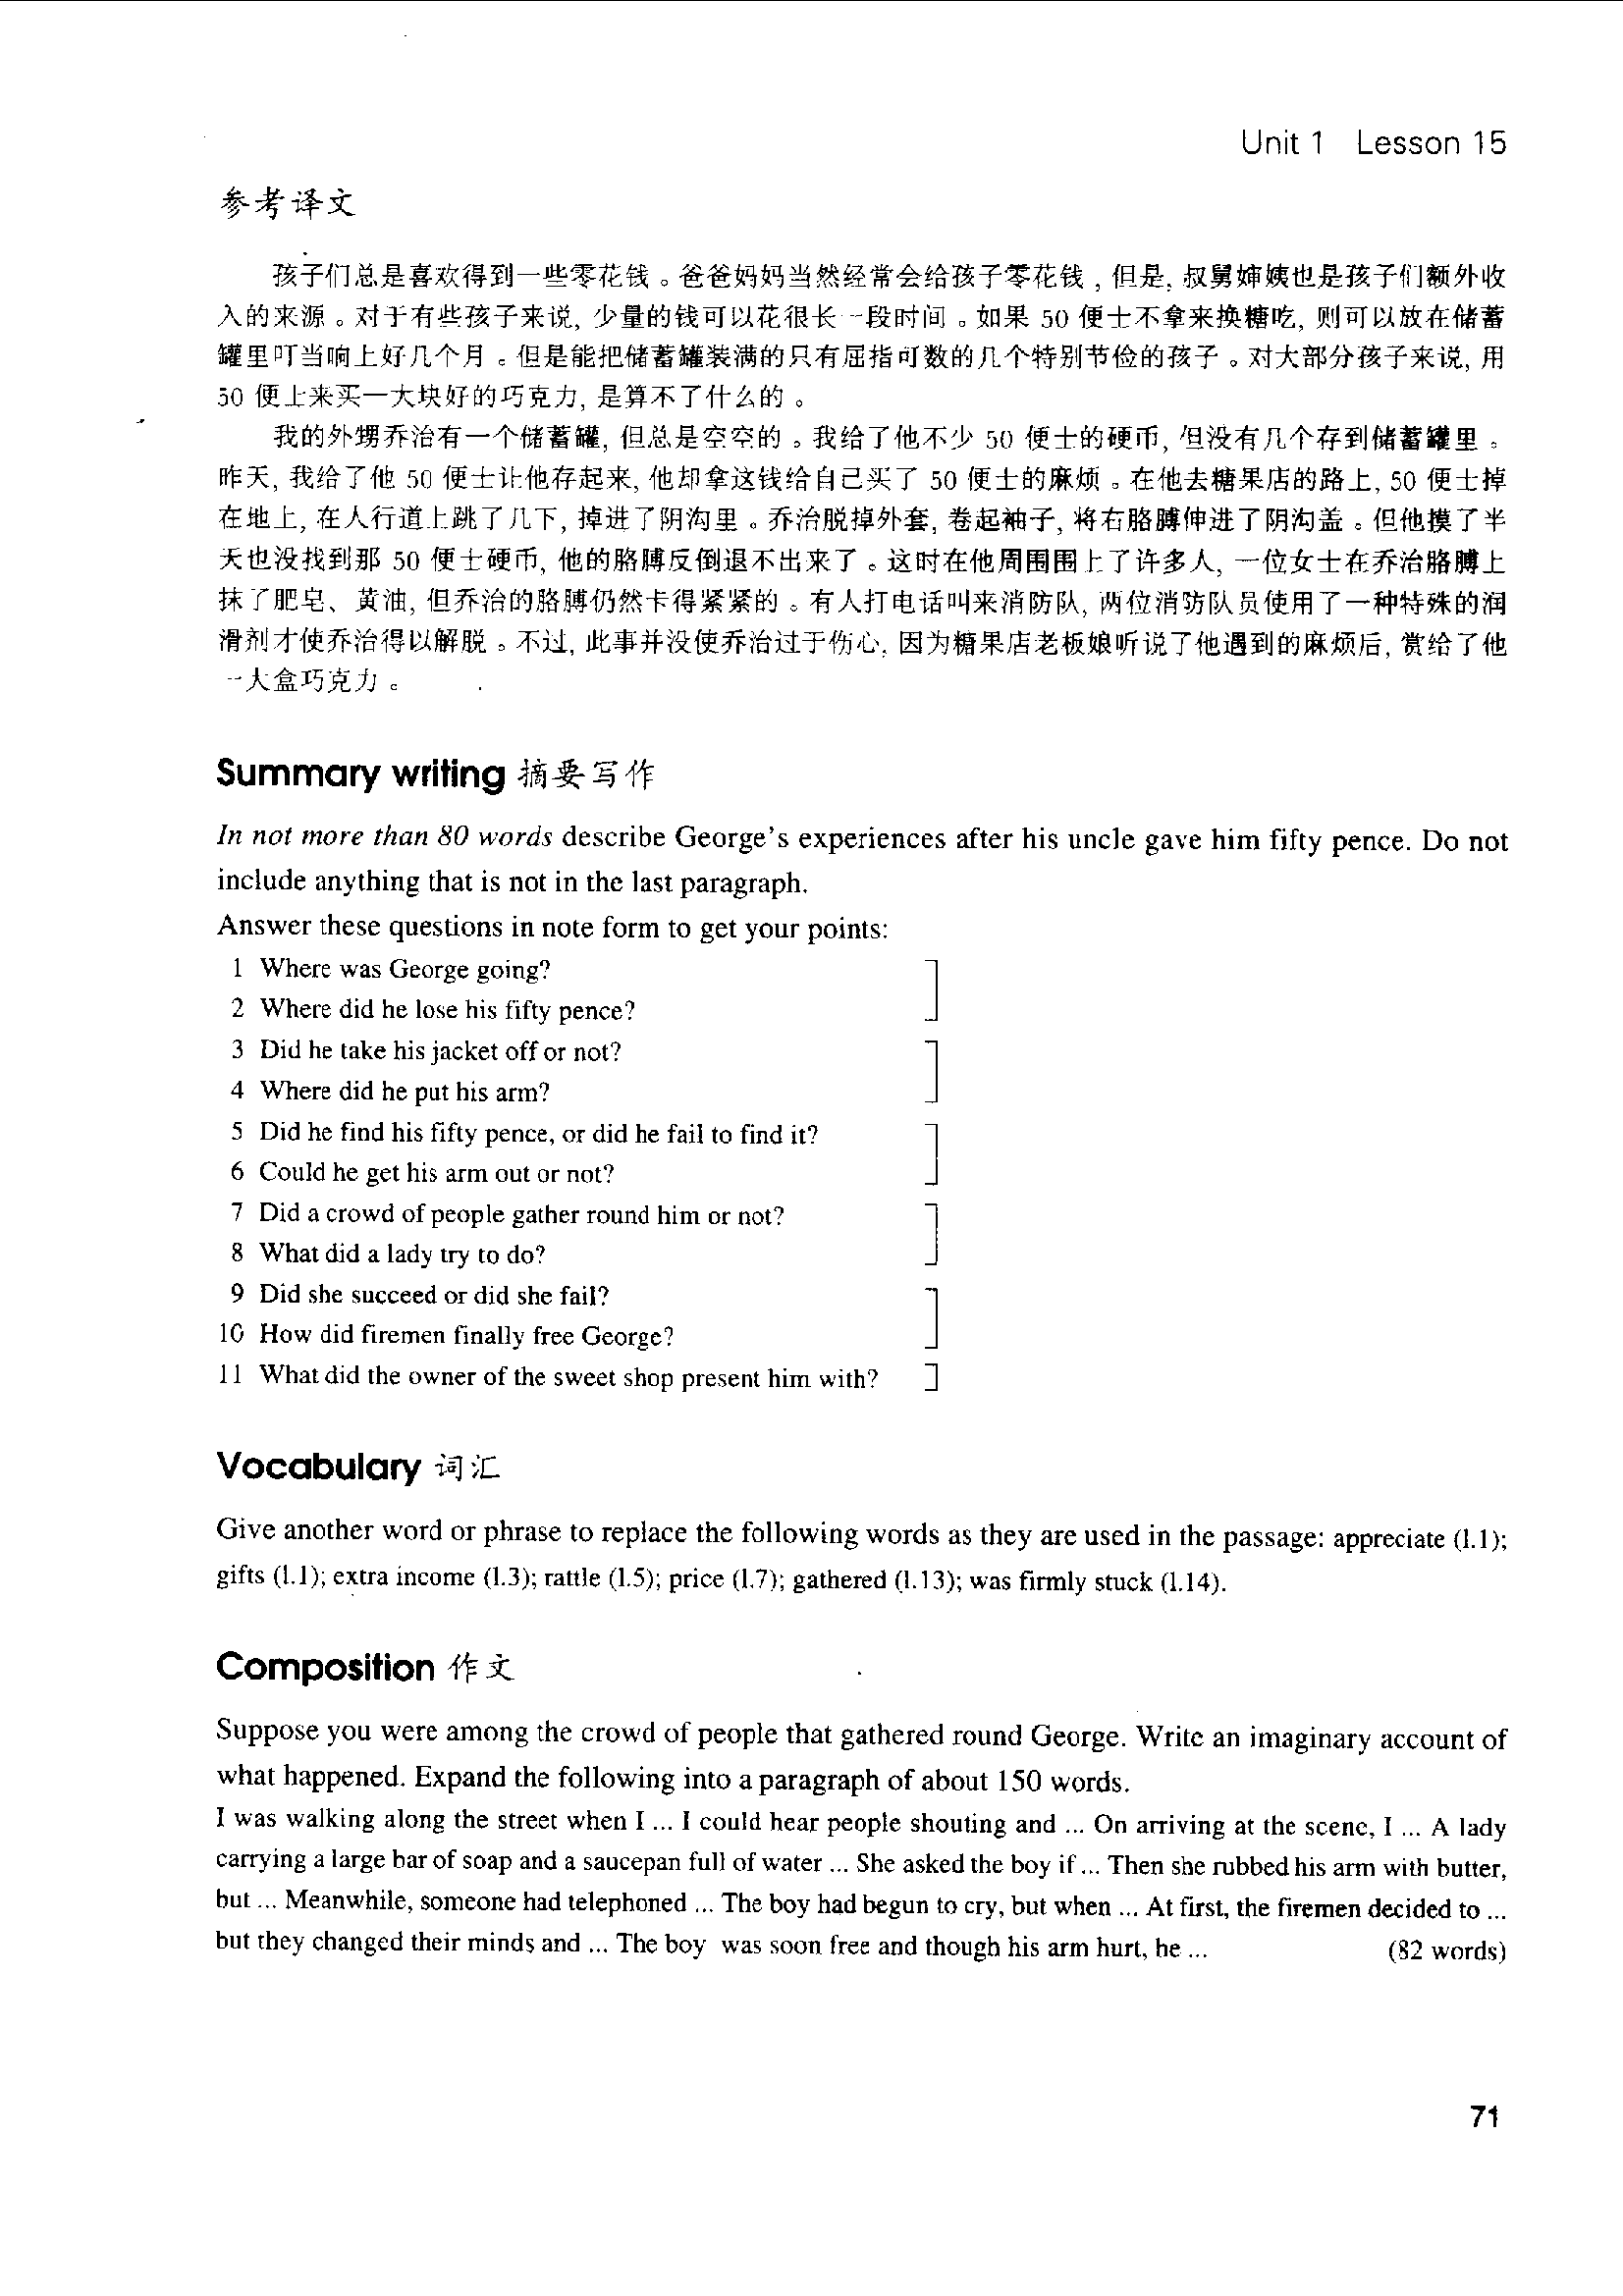 Unit 1 Lesson 15
参考译文
孩子们总是喜欢得到一些零花钱。爸爸妈妈当然经常会给孩子零花钱,但是,叔舅婶姨也是孩子们额外收
入的来源。对于有些孩子来说,少量的钱可以花很长一段时间。如果 50 便士不拿来换糖吃,则可以放在储蓄
罐里叮当响上好几个月。但是能把储蓄罐装满的只有屈指可数的几个特别节俭的孩子。对大部分孩子来说,用
50 便士来买一大块好的巧克力,是算不了什么的。
我的外甥乔治有一个储蓄罐,但总是空空的。我给了他不少 50 便士的硬币,但没有几个存到储蓄罐里。
昨天,我给了他 50 便士让他存起来,他却拿这钱给自己买了 50 便士的麻烦。在他去糖果店的路上,50 便士掉
在地上,在人行道上跳了几下,掉进了阴沟里。乔治脱掉外套,卷起袖子,将右胳膊伸进了阴沟盖。但他摸了半
天也没找到那 50 便士硬币,他的胳膊反倒退不出来了。这时在他周围围上了许多人,一位女士在乔治胳膊上
抹了肥皂、黄油,但乔治的胳膊仍然卡得紧紧的。有人打电话叫来消防队,两位消防队员使用了一种特殊的润
滑剂才使乔治得以解脱。不过,此事并没使乔治过于伤心,因为糖果店老板娘听说了他遇到的麻烦后,赏给了他
一大盒巧克力。
Summary writing 摘要写作
In not more than 80 words describe George's experiences after his uncle gave him fifty pence. Do not
include anything that is not in the last paragraph.
Answer these questions in note form to get your points:
1 Where was George going?
2 Where did he lose his fifty pence?
3 Did he take his jacket off or not?
4 Where did he put his arm?
5 Did he find his fifty pence, or did he fail to find it?
6 Could he get his arm out or not?
7 Did a crowd of people gather round him or not?
8 What did a lady try to do?
9 Did she succeed or did she fail?
10 How did firemen finally free George?
11 What did the owner of the sweet shop present him with?
Vocabulary 词汇
Give another word or phrase to replace the following words as they are used in the passage: appreciate (l.1);
gifts (l.1); extra income (l.3); rattle (l.5); price (l.7); gathered (l.13); was firmly stuck (l.14).
Composition 作文
Suppose you were among the crowd of people that gathered round George. Write an imaginary account of
what happened. Expand the following into a paragraph of about 150 words.
I was walking along the street when I ... I could hear people shouting and ... On arriving at the scene, I ... A lady
carrying a large bar of soap and a saucepan full of water ... She asked the boy if ... Then she rubbed his arm with butter,
but ... Meanwhile, someone had telephoned ... The boy had begun to cry, but when ... At first, the firemen decided to ...
but they changed their minds and ... The boy was soon free and though his arm hurt, he ... (82 words)
71